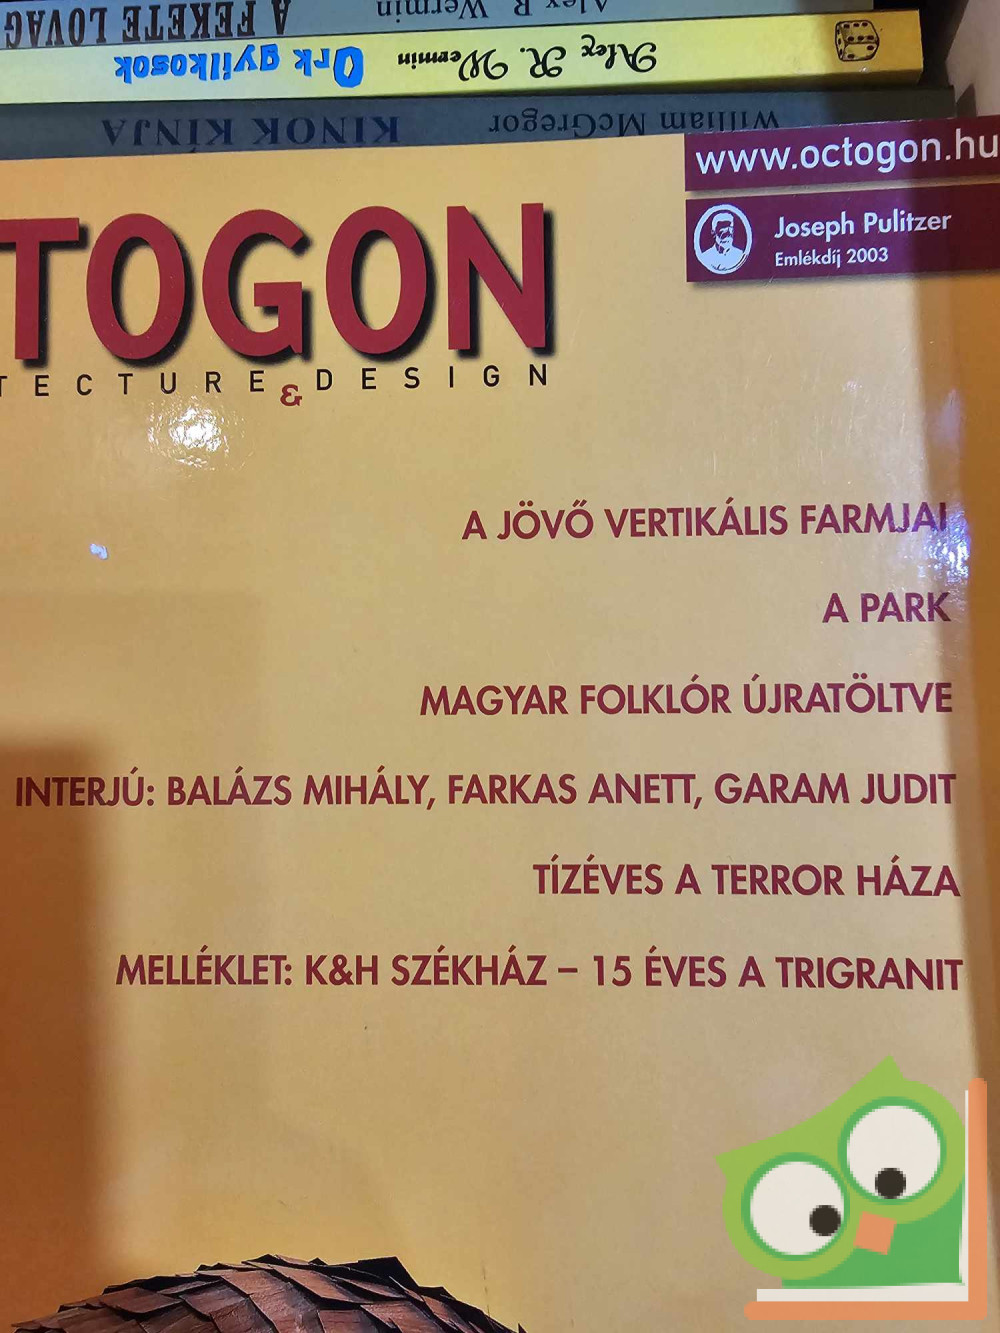 A FEKETE LOVAG Alex R. Wermin
Ork gyilkosok Alex R. Wermin
KINOK KÍNJA William McGregor
www.octogon.hu
TOGON
Joseph Pulitzer
Emlékdíj 2003
TECTURE & DESIGN
A JÖVŐ VERTIKÁLIS FARMJAI
A PARK
MAGYAR FOLKLÓR ÚJRATÖLTVE
INTERJÚ: BALÁZS MIHÁLY, FARKAS ANETT, GARAM JUDIT
TÍZÉVES A TERROR HÁZA
MELLÉKLET: K&H SZÉKHÁZ – 15 ÉVES A TRIGRANIT